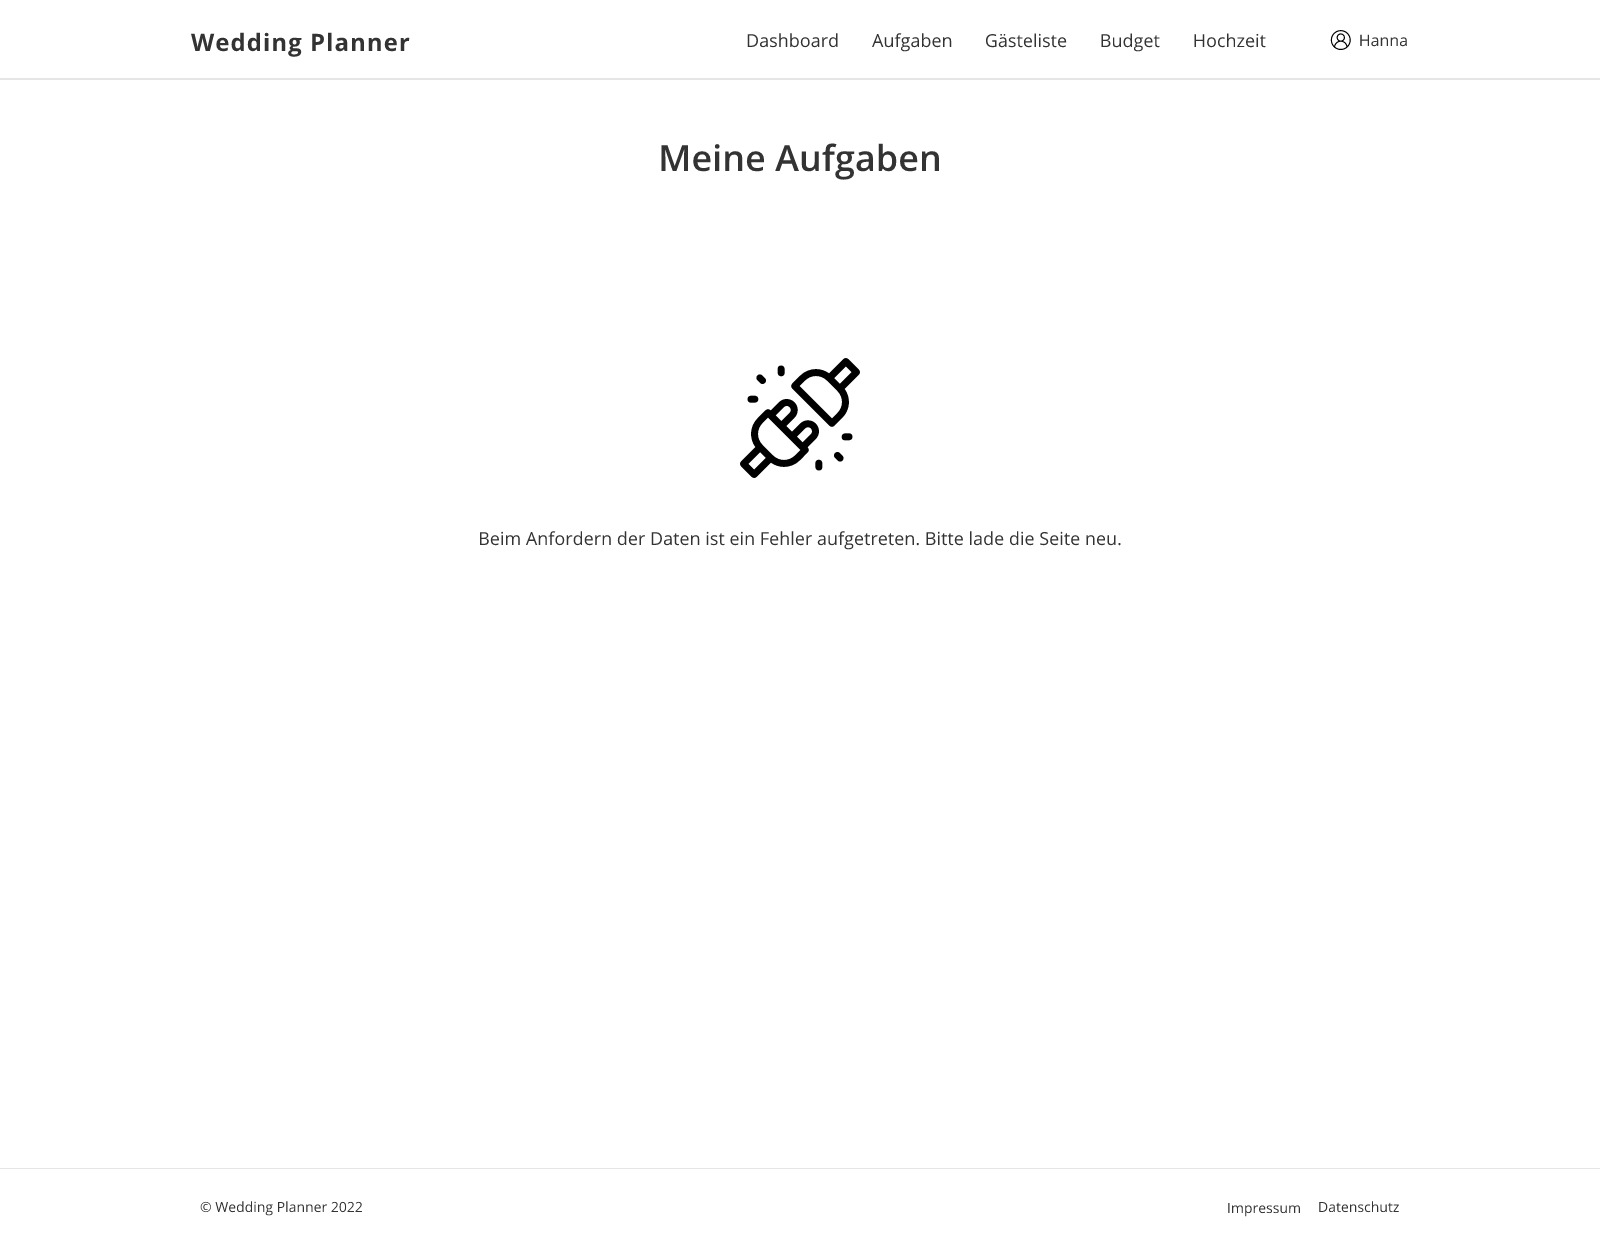 Wedding Planner
Dashboard Aufgaben Gästeliste Budget Hochzeit Hanna
Meine Aufgaben
Beim Anfordern der Daten ist ein Fehler aufgetreten. Bitte lade die Seite neu.
© Wedding Planner 2022
Impressum Datenschutz